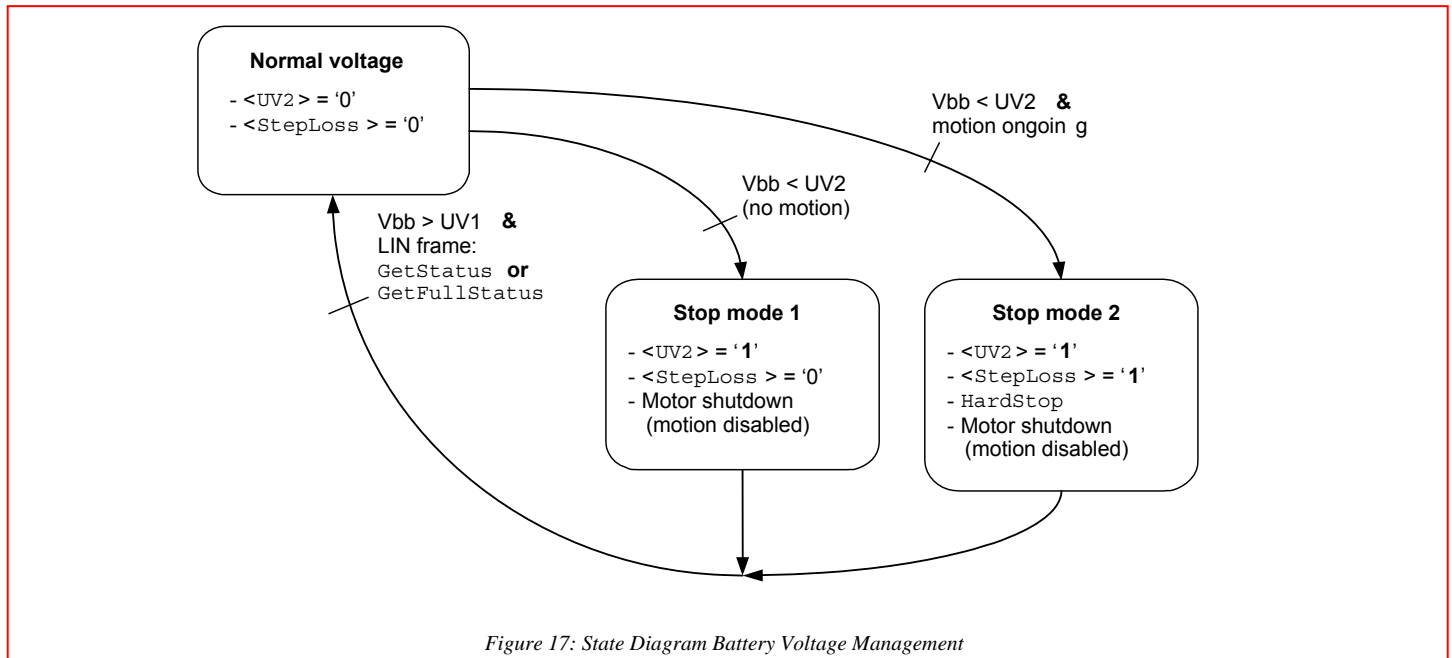 Normal voltage
- <UV2> = ‘0’
- <StepLoss > = ‘0’
Vbb < UV2 &
motion ongoin g
Vbb < UV2
(no motion)
Vbb > UV1 &
LIN frame:
GetStatus or
GetFullStatus
Stop mode 1
- <UV2> = ‘1’
- <StepLoss > = ‘0’
- Motor shutdown
(motion disabled)
Stop mode 2
- <UV2> = ‘1’
- <StepLoss > = ‘1’
- HardStop
- Motor shutdown
(motion disabled)
Figure 17: State Diagram Battery Voltage Management